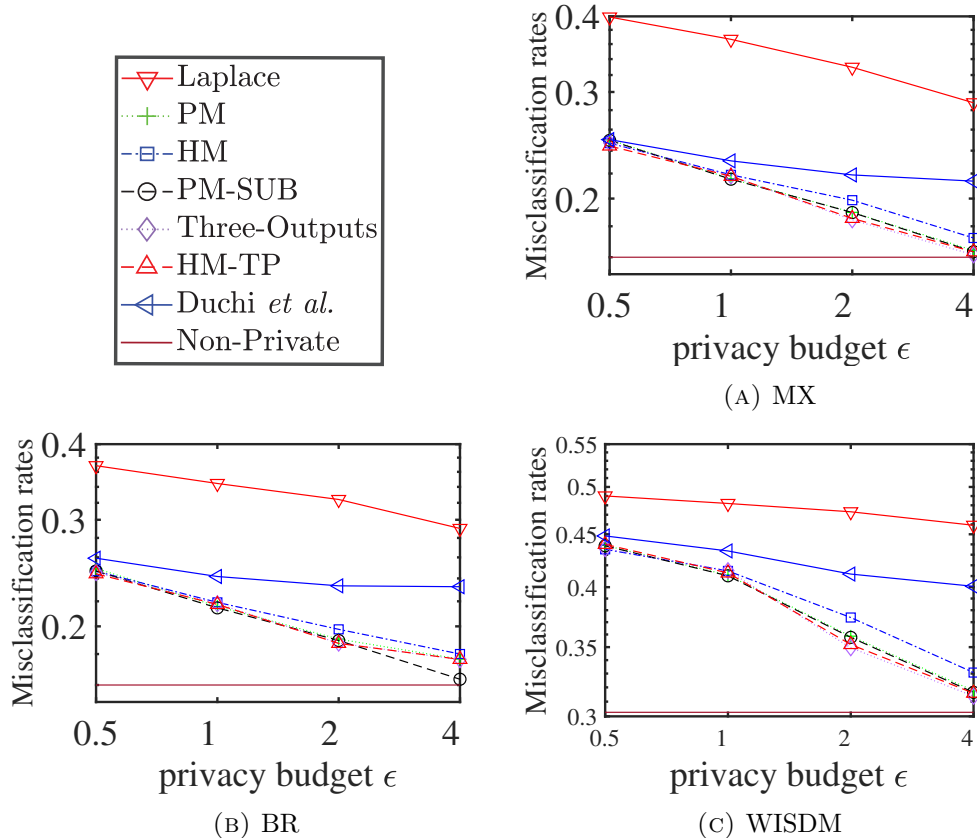 Laplace
PM
HM
PM-SUB
Three-Outputs
HM-TP
Duchi et al.
Non-Private
Misclassification rates
0.4
0.3
0.2
0.5 1 2 4
privacy budget ϵ
(A) MX
Misclassification rates
0.4
0.3
0.2
0.5 1 2 4
privacy budget ϵ
(B) BR
Misclassification rates
0.55
0.5
0.45
0.4
0.35
0.3
0.5 1 2 4
privacy budget ϵ
(C) WISDM